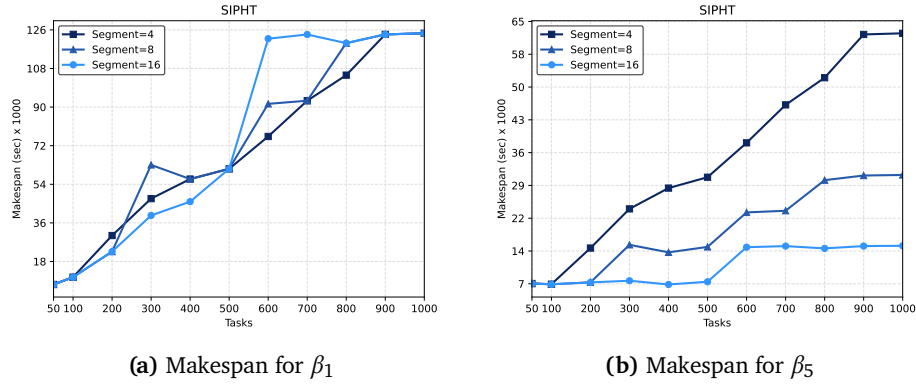 SIPHT
Segment=4
Segment=8
Segment=16
Makespan (sec) x 1000
126
108
90
72
54
36
18
50 100 200 300 400 500 600 700 800 900 1000
Tasks
(a) Makespan for β₁
SIPHT
Segment=4
Segment=8
Segment=16
Makespan (sec) x 1000
65
58
50
43
36
29
22
14
7
50 100 200 300 400 500 600 700 800 900 1000
Tasks
(b) Makespan for β₅